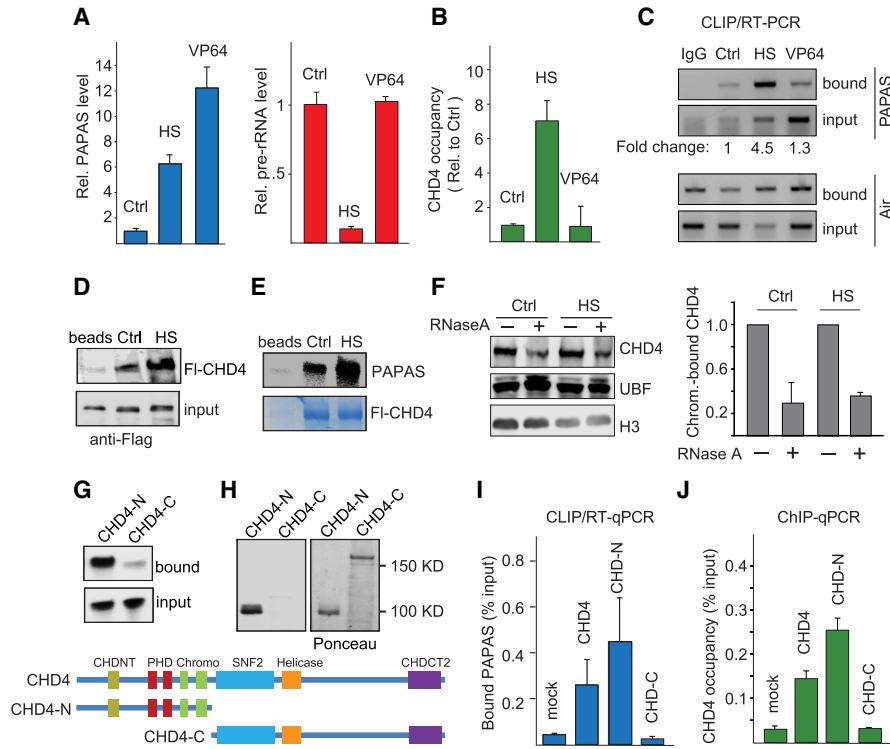 A
Rel. PAPAS level
14
12
10
8
6
4
2
Ctrl
HS
VP64
Rel. pre-rRNA level
1
.5
Ctrl
HS
VP64
B
CHD4 occupancy
( Rel. to Ctrl )
10
8
6
4
2
Ctrl
HS
VP64
C
CLIP/RT-PCR
IgG Ctrl HS VP64
bound
input
PAPAS
Fold change: 1 4.5 1.3
bound
input
Air
D
beads Ctrl HS
Fl-CHD4
input
anti-Flag
E
beads Ctrl HS
PAPAS
Fl-CHD4
F
Ctrl HS
RNaseA − + − +
CHD4
UBF
H3
Chrom.-bound CHD4
1.0
0.6
0.2
Ctrl
HS
RNase A − + − +
G
CHD4-N
CHD4-C
bound
input
H
CHD4-N
CHD4-C
CHD4-N
CHD4-C
150 KD
100 KD
Ponceau
CHDNT PHD Chromo SNF2 Helicase CHDCT2
CHD4
CHD4-N
CHD4-C
I
CLIP/RT-qPCR
Bound PAPAS (% input)
0.8
0.6
0.4
0.2
mock
CHD4
CHD-N
CHD-C
J
ChIP-qPCR
CHD4 occupancy (% input)
0.4
0.3
0.2
0.1
mock
CHD4
CHD-N
CHD-C